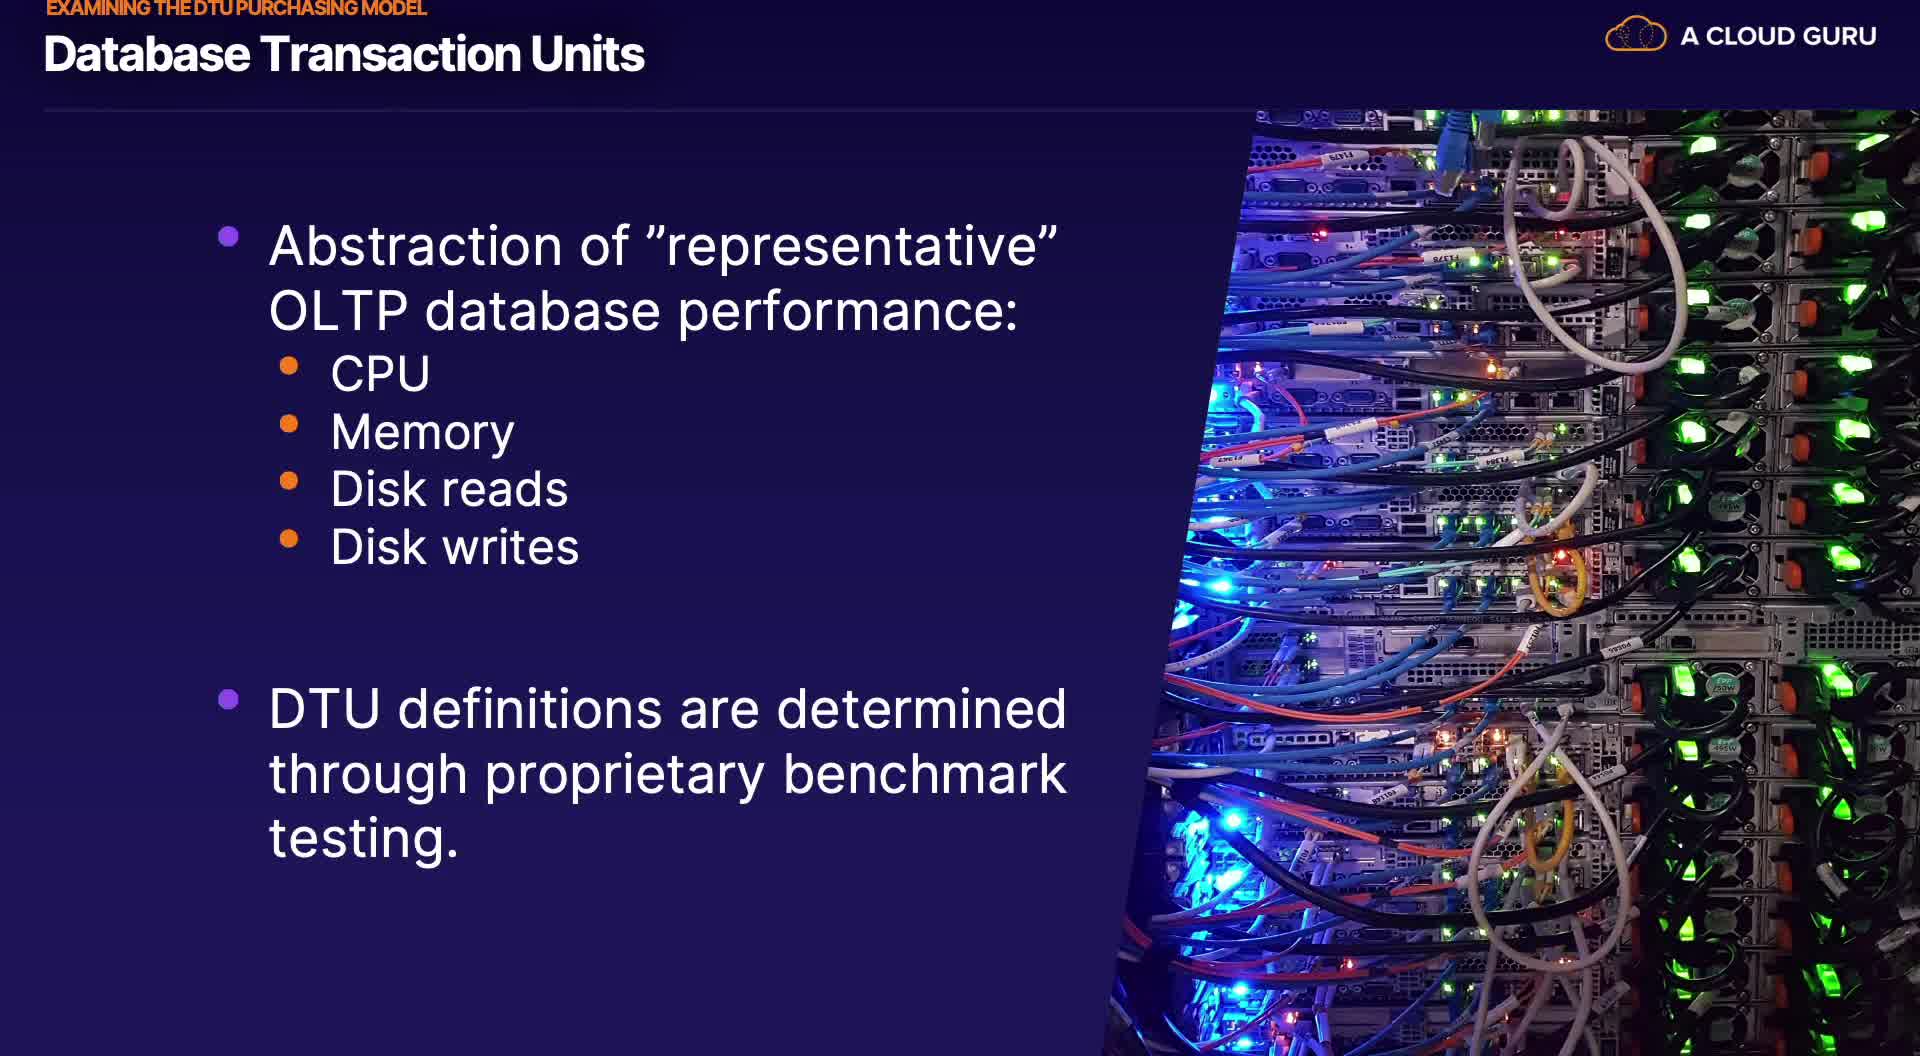 EXAMINING THE DTU PURCHASING MODEL
Database Transaction Units
A CLOUD GURU
Abstraction of ”representative”
OLTP database performance:
CPU
Memory
Disk reads
Disk writes
DTU definitions are determined
through proprietary benchmark
testing.